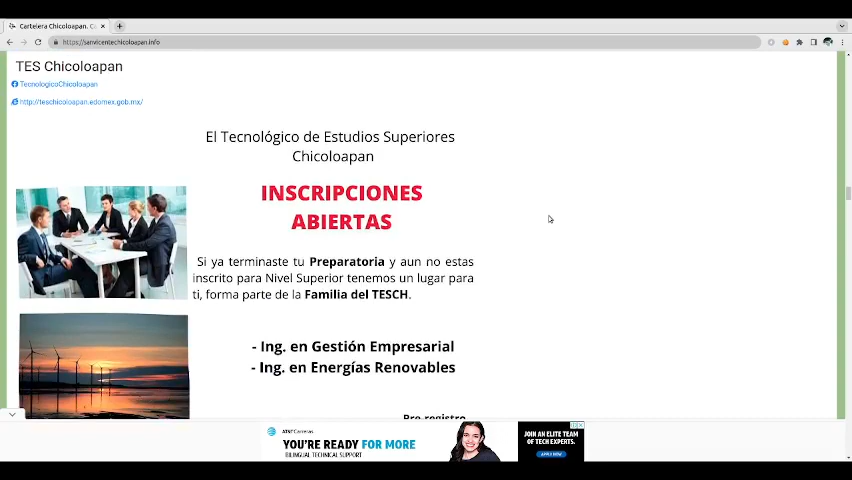 Cartelera Chicoloapan. C
https://sanvicentechicoloapan.info
TES Chicoloapan
TecnologicoChicoloapan
http://teschicoloapan.edomex.gob.mx/
El Tecnológico de Estudios Superiores
Chicoloapan
INSCRIPCIONES
ABIERTAS
Si ya terminaste tu Preparatoria y aun no estas
inscrito para Nivel Superior tenemos un lugar para
ti, forma parte de la Familia del TESCH.
- Ing. en Gestión Empresarial
- Ing. en Energías Renovables
Pre-registro
AT&T Carreras
YOU'RE READY FOR MORE
BILINGUAL TECHNICAL SUPPORT
JOIN AN ELITE TEAM
OF TECH EXPERTS.
APPLY NOW